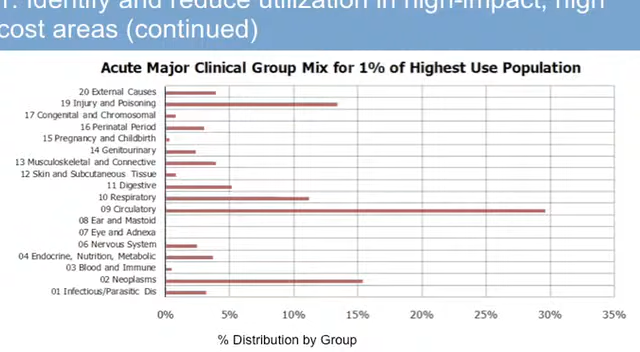 1. Identify and reduce utilization in high-impact, high
cost areas (continued)
Acute Major Clinical Group Mix for 1% of Highest Use Population
20 External Causes
19 Injury and Poisoning
17 Congenital and Chromosomal
16 Perinatal Period
15 Pregnancy and Childbirth
14 Genitourinary
13 Musculoskeletal and Connective
12 Skin and Subcutaneous Tissue
11 Digestive
10 Respiratory
09 Circulatory
08 Ear and Mastoid
07 Eye and Adnexa
06 Nervous System
04 Endocrine, Nutrition, Metabolic
03 Blood and Immune
02 Neoplasms
01 Infectious/Parasitic Dis
0% 5% 10% 15% 20% 25% 30% 35%
% Distribution by Group